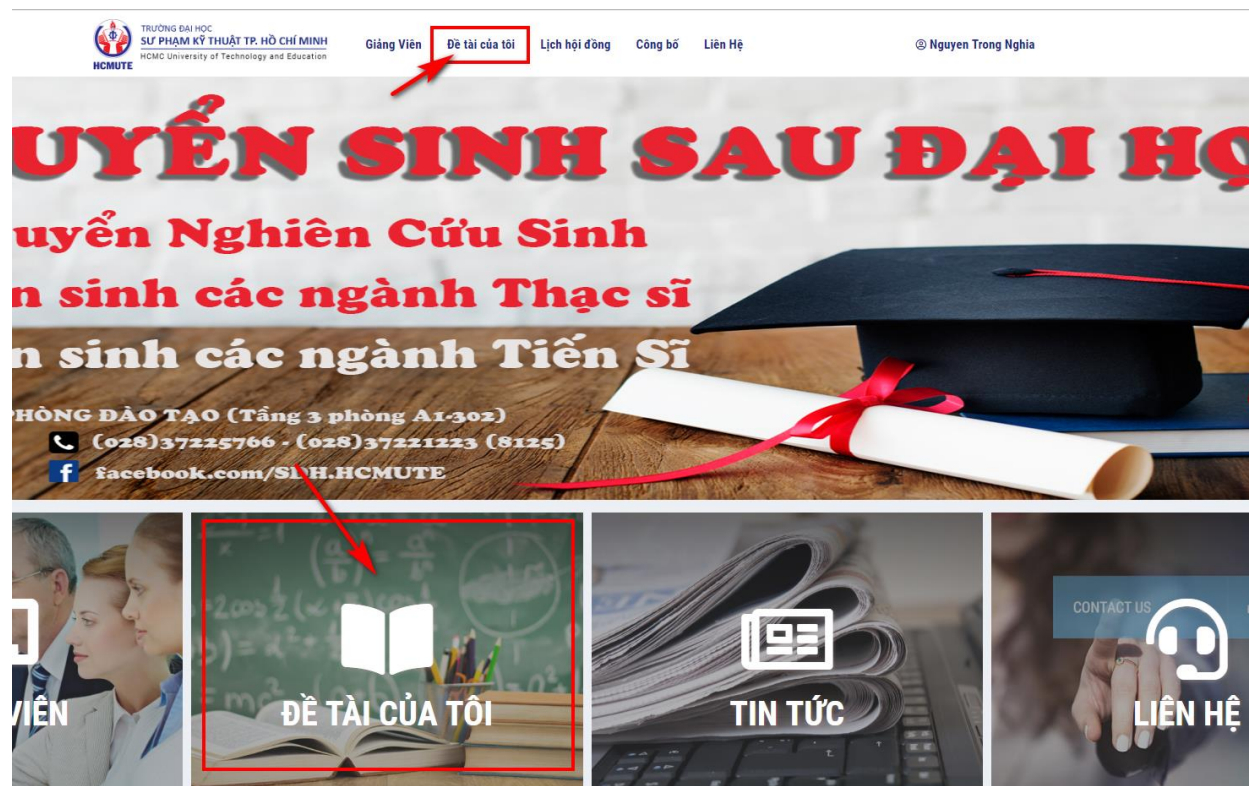 TRƯỜNG ĐẠI HỌC
SƯ PHẠM KỸ THUẬT TP. HỒ CHÍ MINH
HCMC University of Technology and Education
HCMUTE
Giảng Viên Đề tài của tôi Lịch hội đồng Công bố Liên Hệ
Nguyen Trong Nghia
UYỂN SINH SAU ĐẠI HỌ
uyển Nghiên Cứu Sinh
n sinh các ngành Thạc sĩ
n sinh các ngành Tiến Sĩ
PHÒNG ĐÀO TẠO (Tầng 3 phòng A1-302)
(028)37225766 - (028)37221223 (8125)
facebook.com/SDH.HCMUTE
CONTACT US
VIÊN ĐỀ TÀI CỦA TÔI TIN TỨC LIÊN HỆ